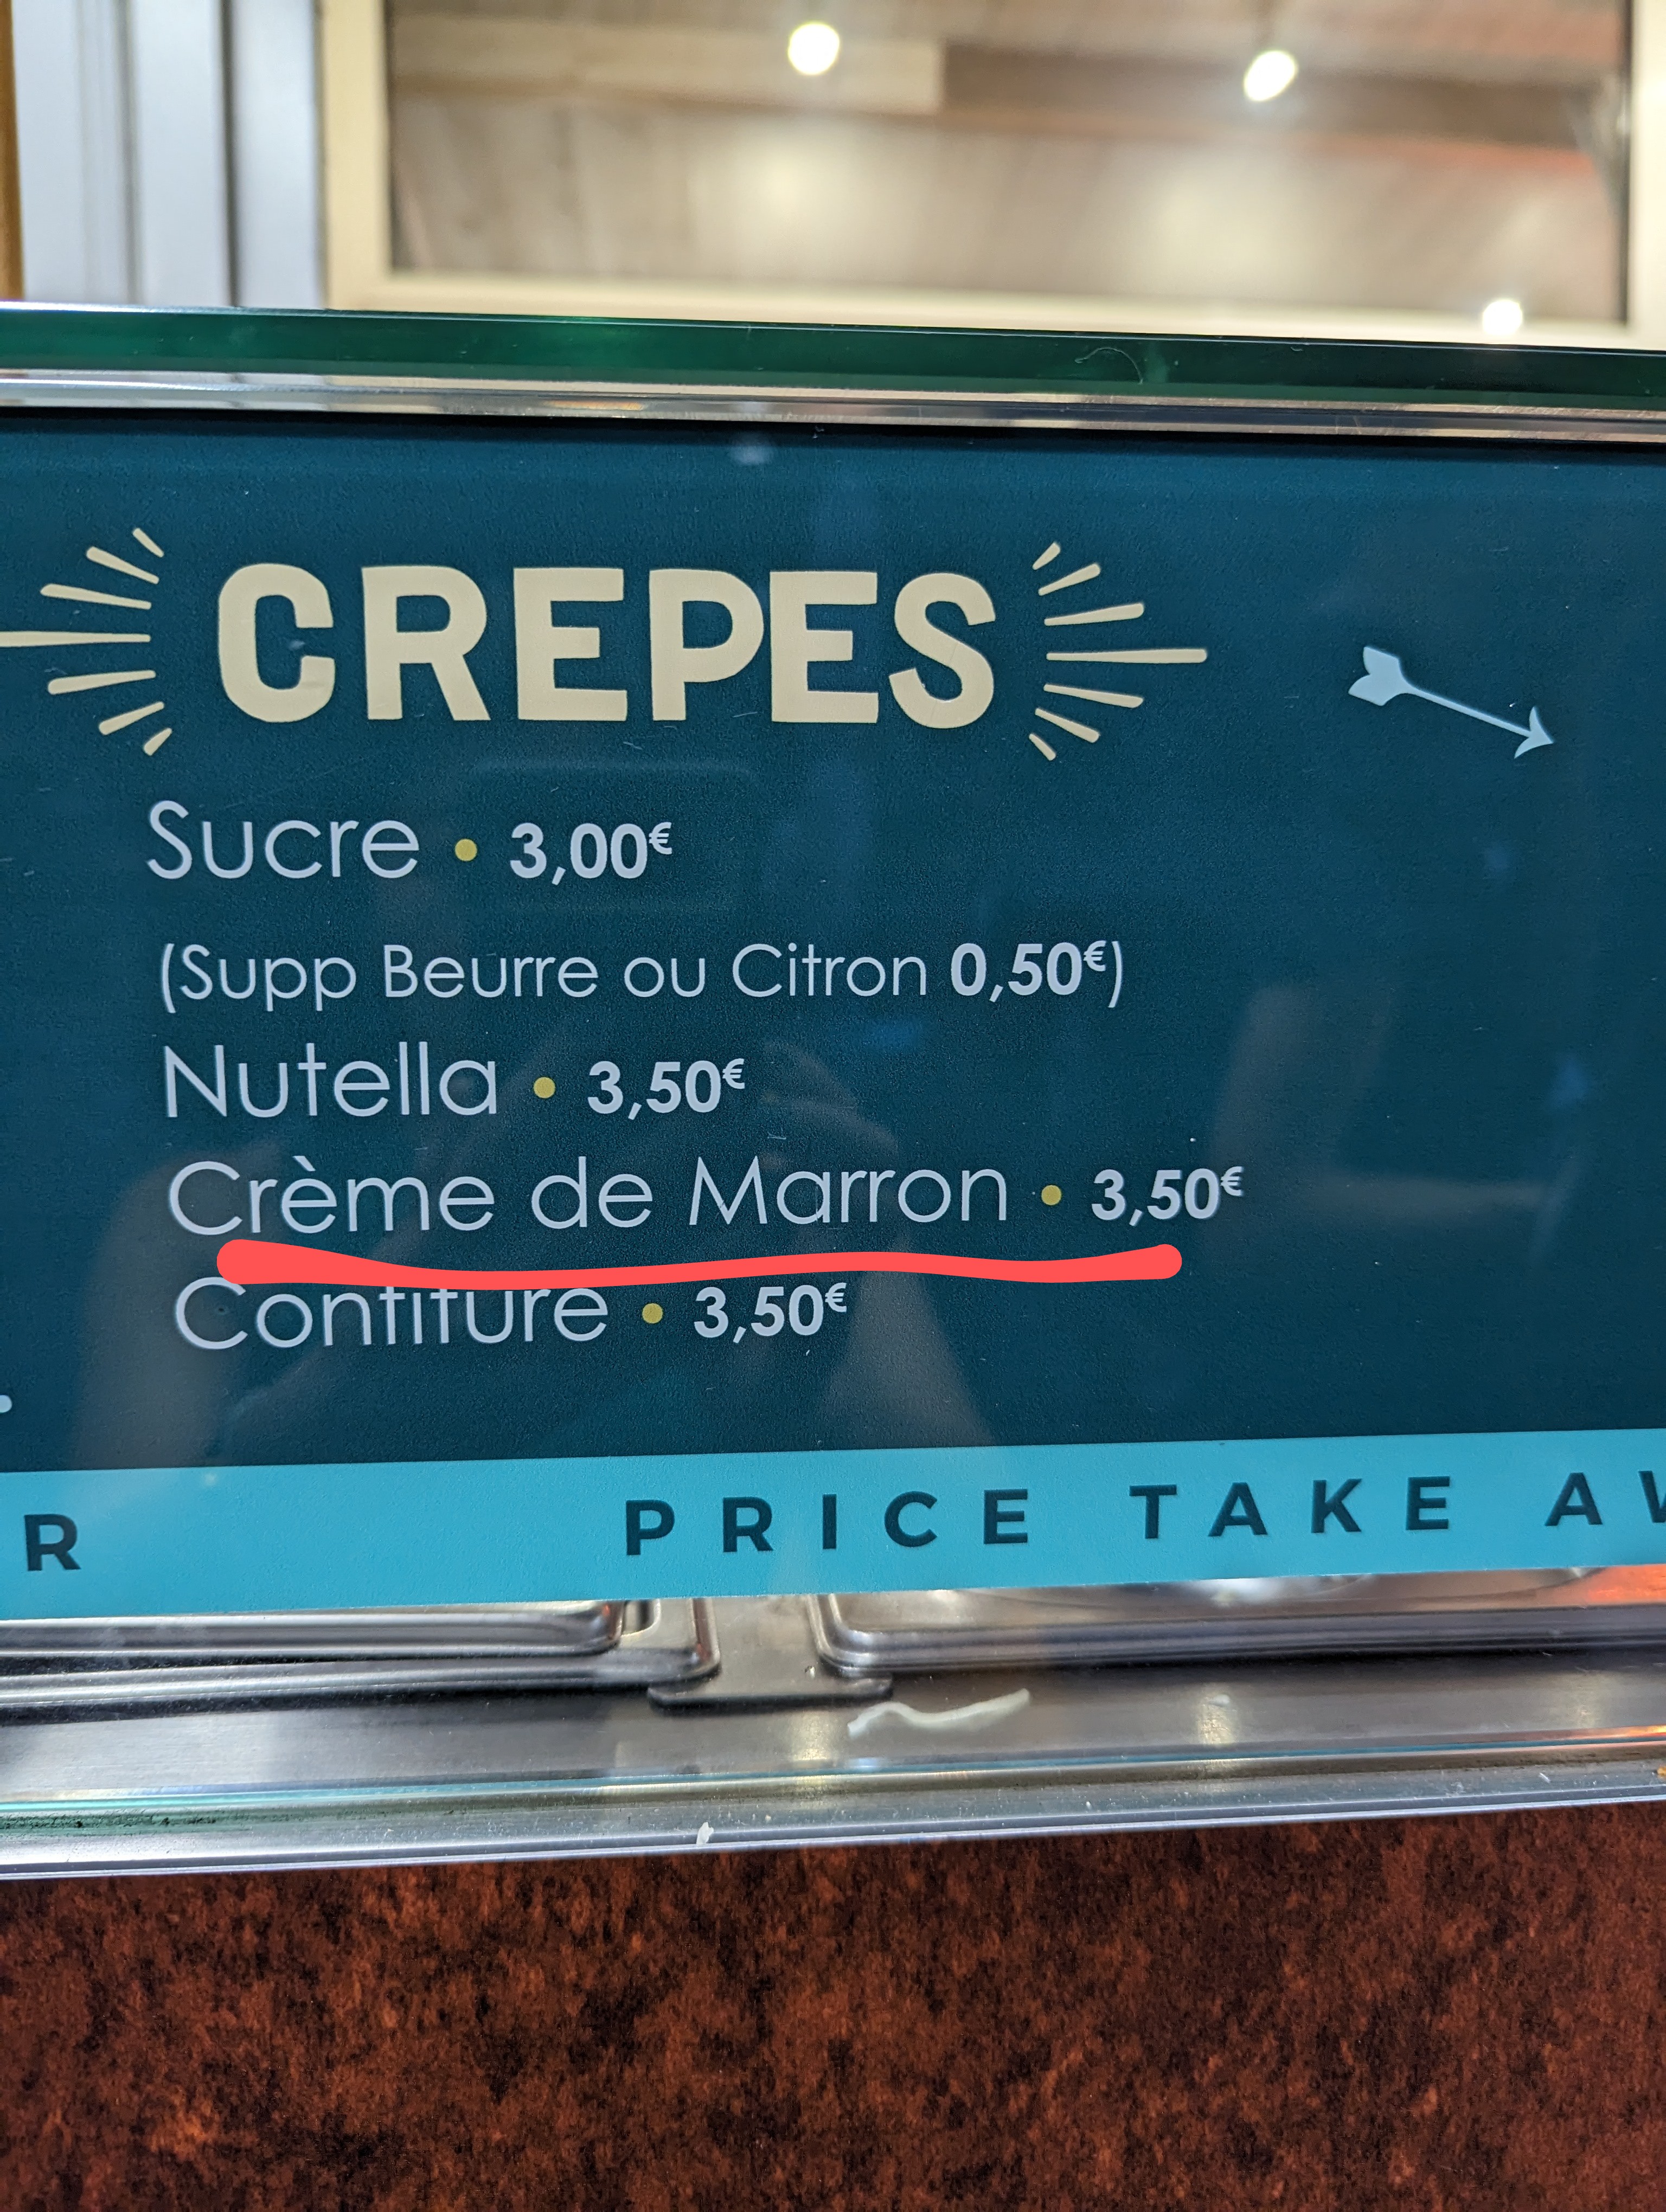 CREPES
Sucre • 3,00€
(Supp Beurre ou Citron 0,50€)
Nutella • 3,50€
Crème de Marron • 3,50€
Confiture • 3,50€
R PRICE TAKE AW